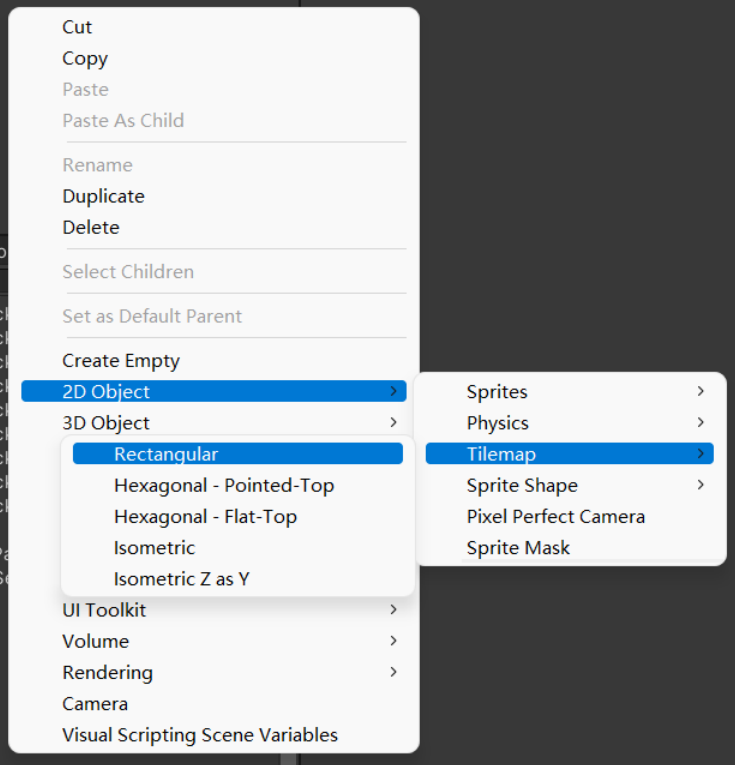 Cut
Copy
Paste
Paste As Child
Rename
Duplicate
Delete
Select Children
Set as Default Parent
Create Empty
2D Object
3D Object
Rectangular
Hexagonal - Pointed-Top
Hexagonal - Flat-Top
Isometric
Isometric Z as Y
UI Toolkit
Volume
Rendering
Camera
Visual Scripting Scene Variables
Sprites
Physics
Tilemap
Sprite Shape
Pixel Perfect Camera
Sprite Mask